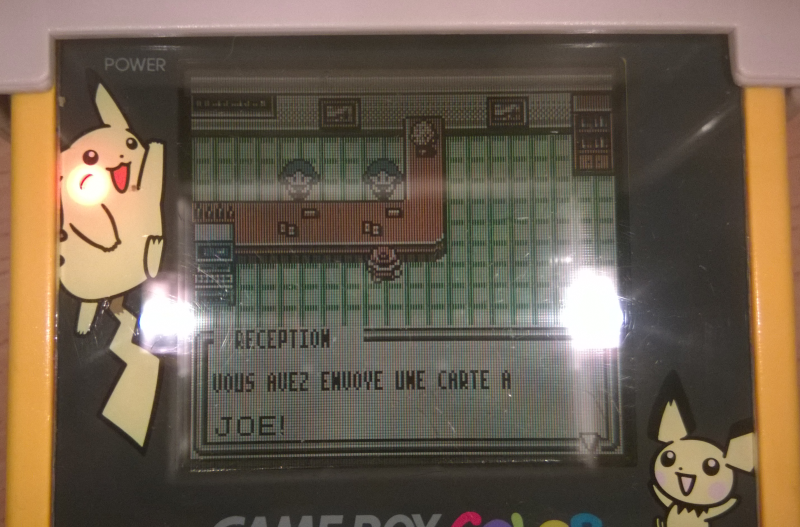 POWER
RECEPTION
VOUS AVEZ ENVOYE UNE CARTE A
JOE!
GAME BOY COLOR